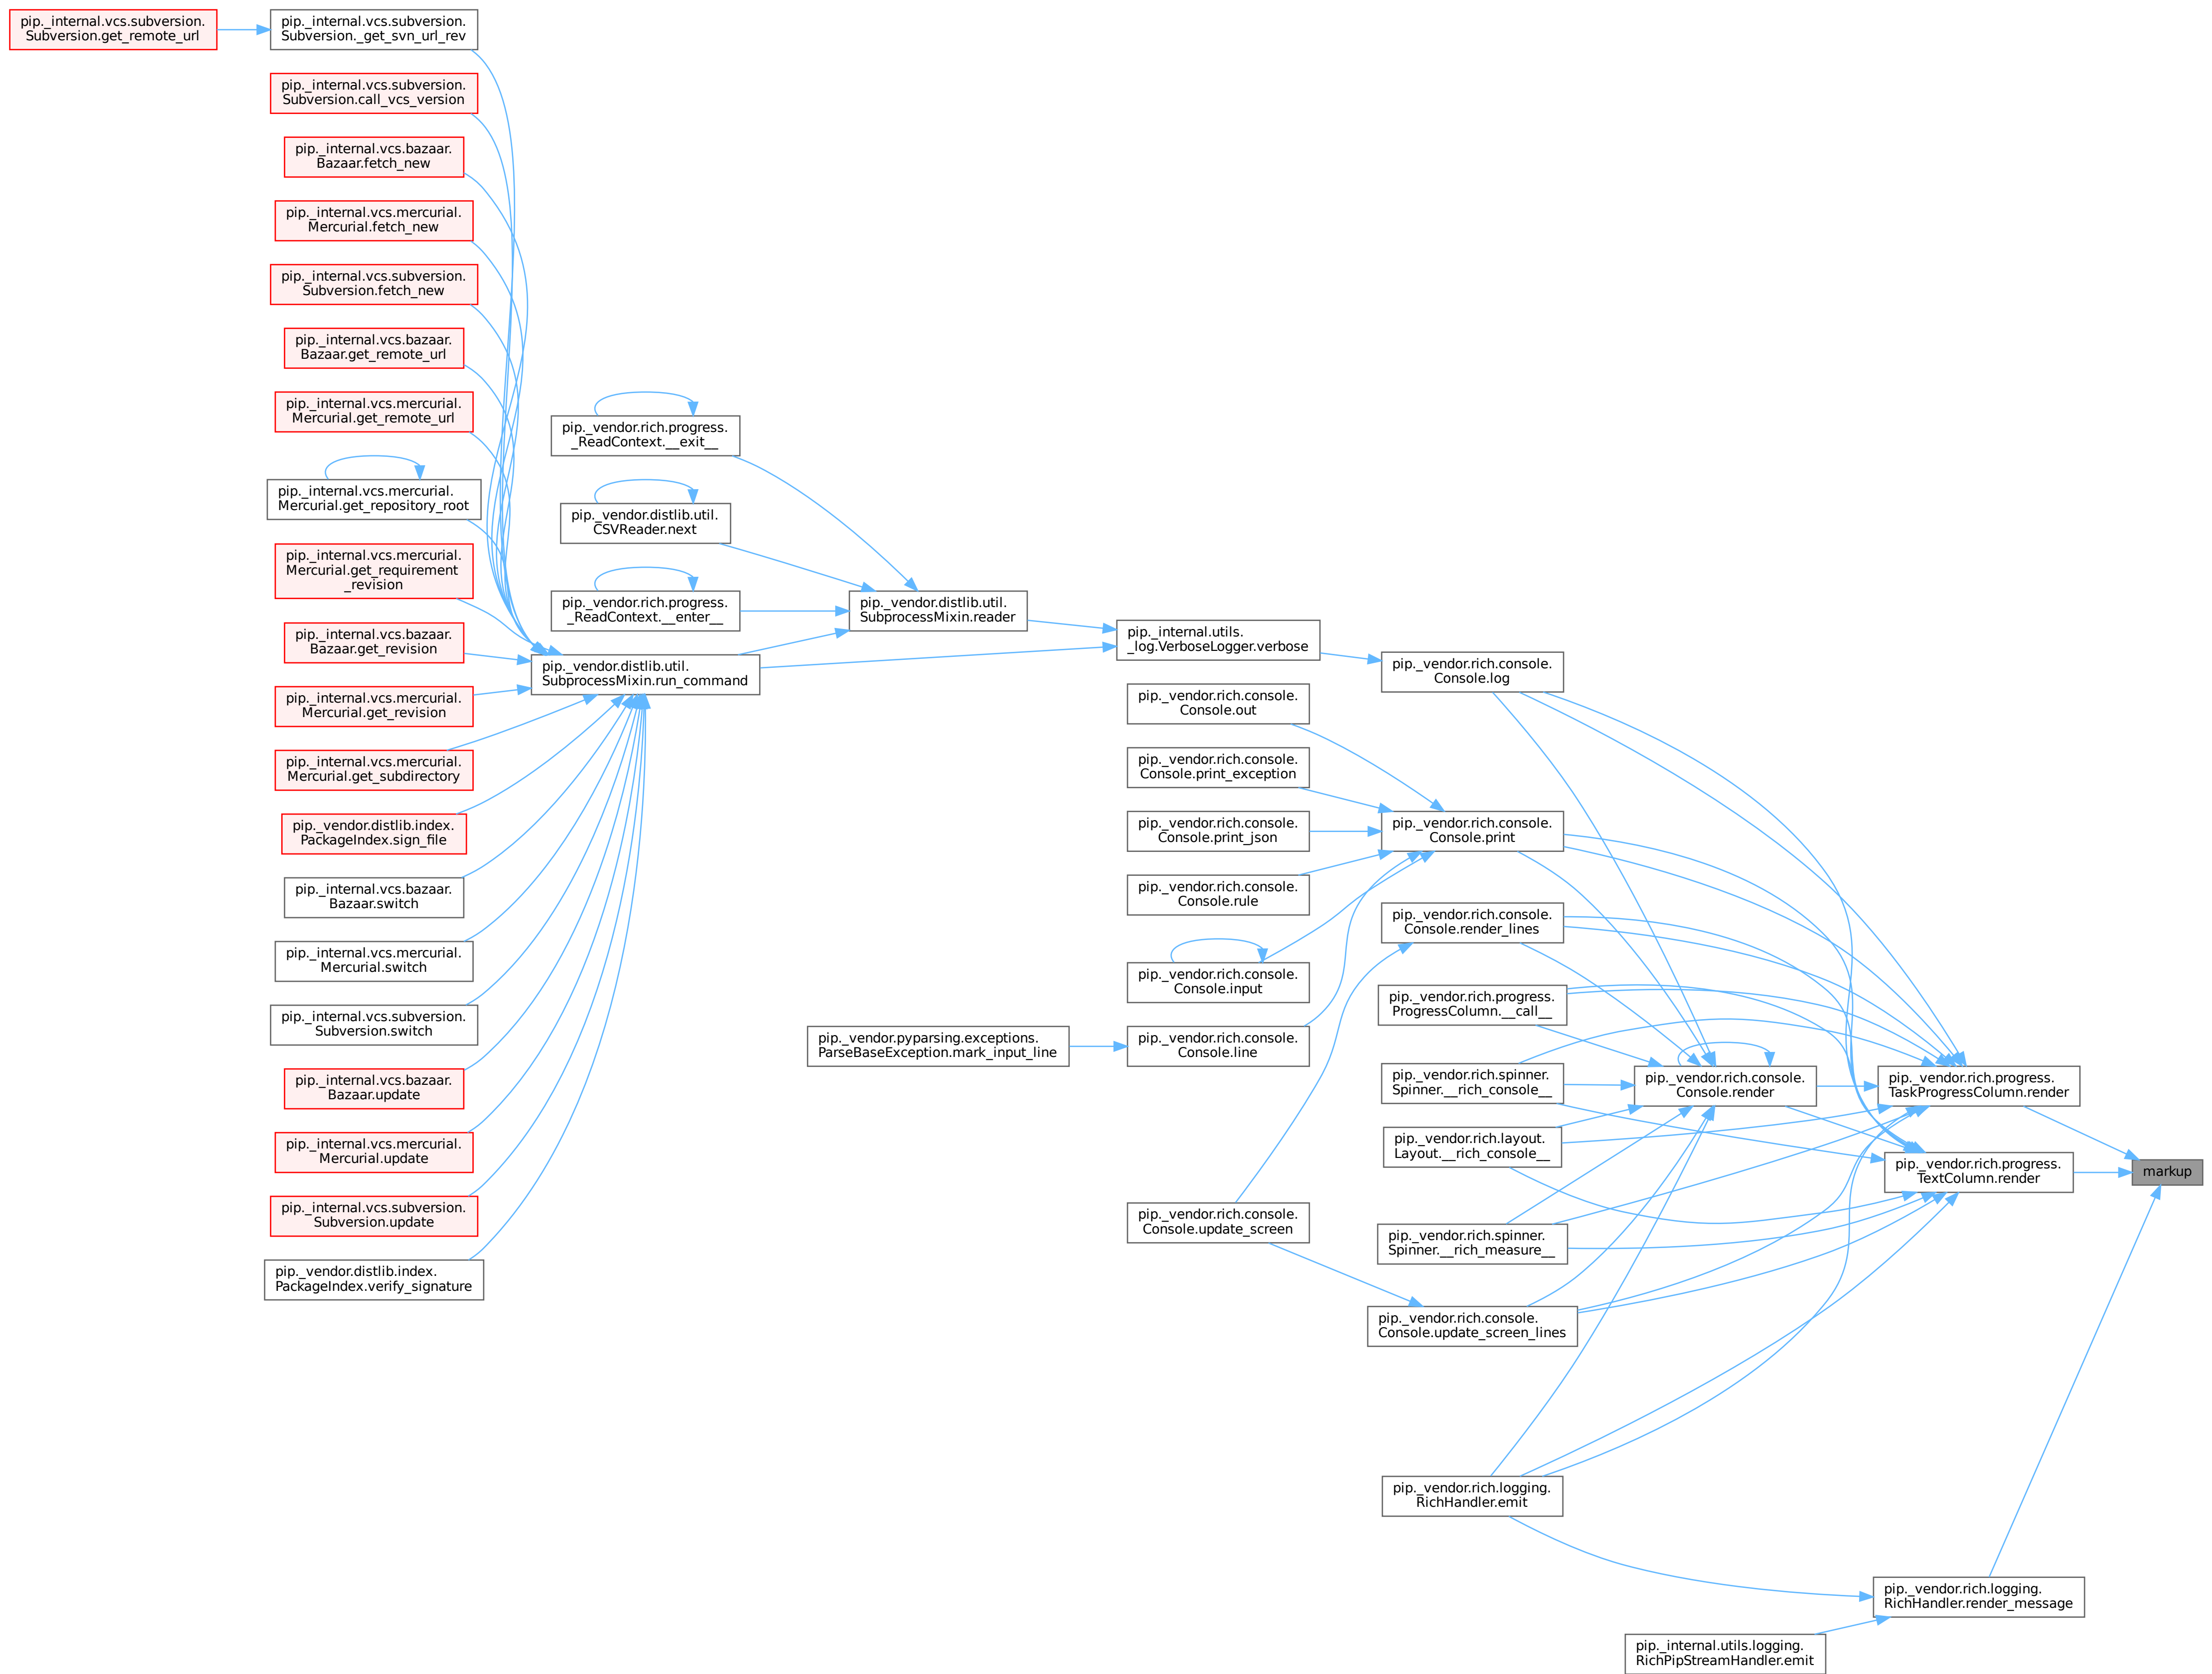 pip._internal.vcs.subversion.
Subversion.get_remote_url
pip._internal.vcs.subversion.
Subversion._get_svn_url_rev
pip._internal.vcs.subversion.
Subversion.call_vcs_version
pip._internal.vcs.bazaar.
Bazaar.fetch_new
pip._internal.vcs.mercurial.
Mercurial.fetch_new
pip._internal.vcs.subversion.
Subversion.fetch_new
pip._internal.vcs.bazaar.
Bazaar.get_remote_url
pip._internal.vcs.mercurial.
Mercurial.get_remote_url
pip._internal.vcs.mercurial.
Mercurial.get_repository_root
pip._internal.vcs.mercurial.
Mercurial.get_requirement
_revision
pip._internal.vcs.bazaar.
Bazaar.get_revision
pip._internal.vcs.mercurial.
Mercurial.get_revision
pip._internal.vcs.mercurial.
Mercurial.get_subdirectory
pip._vendor.distlib.index.
PackageIndex.sign_file
pip._internal.vcs.bazaar.
Bazaar.switch
pip._internal.vcs.mercurial.
Mercurial.switch
pip._internal.vcs.subversion.
Subversion.switch
pip._internal.vcs.bazaar.
Bazaar.update
pip._internal.vcs.mercurial.
Mercurial.update
pip._internal.vcs.subversion.
Subversion.update
pip._vendor.distlib.index.
PackageIndex.verify_signature
pip._vendor.rich.progress.
_ReadContext.__exit__
pip._vendor.distlib.util.
CSVReader.next
pip._vendor.rich.progress.
_ReadContext.__enter__
pip._vendor.distlib.util.
SubprocessMixin.run_command
pip._vendor.distlib.util.
SubprocessMixin.reader
pip._vendor.pyparsing.exceptions.
ParseBaseException.mark_input_line
pip._internal.utils.
_log.VerboseLogger.verbose
pip._vendor.rich.console.
Console.out
pip._vendor.rich.console.
Console.print_exception
pip._vendor.rich.console.
Console.print_json
pip._vendor.rich.console.
Console.rule
pip._vendor.rich.console.
Console.input
pip._vendor.rich.console.
Console.line
pip._vendor.rich.console.
Console.update_screen
pip._vendor.rich.console.
Console.log
pip._vendor.rich.console.
Console.print
pip._vendor.rich.console.
Console.render_lines
pip._vendor.rich.progress.
ProgressColumn.__call__
pip._vendor.rich.spinner.
Spinner.__rich_console__
pip._vendor.rich.layout.
Layout.__rich_console__
pip._vendor.rich.spinner.
Spinner.__rich_measure__
pip._vendor.rich.console.
Console.update_screen_lines
pip._vendor.rich.logging.
RichHandler.emit
pip._vendor.rich.console.
Console.render
pip._internal.utils.logging.
RichPipStreamHandler.emit
pip._vendor.rich.progress.
TaskProgressColumn.render
pip._vendor.rich.progress.
TextColumn.render
pip._vendor.rich.logging.
RichHandler.render_message
markup